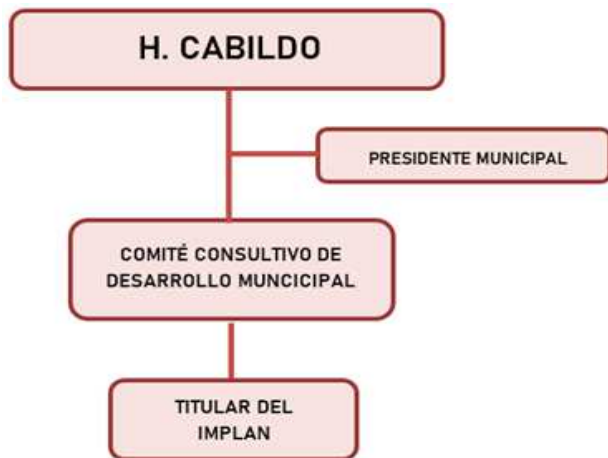 H. CABILDO
PRESIDENTE MUNICIPAL
COMITÉ CONSULTIVO DE
DESARROLLO MUNCICIPAL
TITULAR DEL
IMPLAN